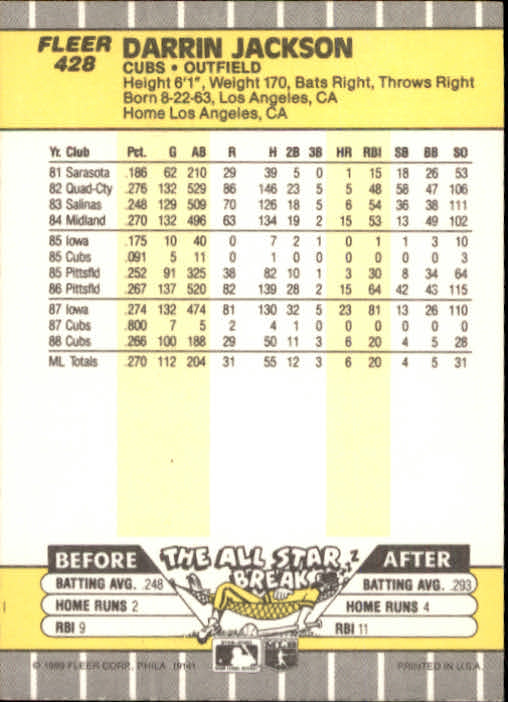 FLEER
428
DARRIN JACKSON
CUBS • OUTFIELD
Height 6'1", Weight 170, Bats Right, Throws Right
Born 8-22-63, Los Angeles, CA
Home Los Angeles, CA
Yr. Club Pct. G AB R H 2B 3B HR RBI SB BB SO
81 Sarasota .186 62 210 29 39 5 0 1 15 18 26 53
82 Quad-Cty .276 132 529 86 146 23 5 5 48 58 47 106
83 Salinas .248 129 509 70 126 18 5 6 54 36 38 111
84 Midland .270 132 496 63 134 19 2 15 53 13 49 102
85 Iowa .175 10 40 0 7 2 1 0 1 1 3 10
85 Cubs .091 5 11 0 1 0 0 0 0 0 0 3
85 Pittsfld .252 91 325 38 82 10 1 3 30 8 34 64
86 Pittsfld .267 137 520 82 139 28 2 15 64 42 43 115
87 Iowa .274 132 474 81 130 32 5 23 81 13 26 110
87 Cubs .800 7 5 2 4 1 0 0 0 0 0 0
88 Cubs .266 100 188 29 50 11 3 6 20 4 5 28
ML Totals .270 112 204 31 55 12 3 6 20 4 5 31
BEFORE THE ALL STAR BREAK AFTER
BATTING AVG. .248 BATTING AVG. .293
HOME RUNS 2 HOME RUNS 4
RBI 9 RBI 11
© 1989 FLEER CORP., PHILA. 19141 PRINTED IN U.S.A.